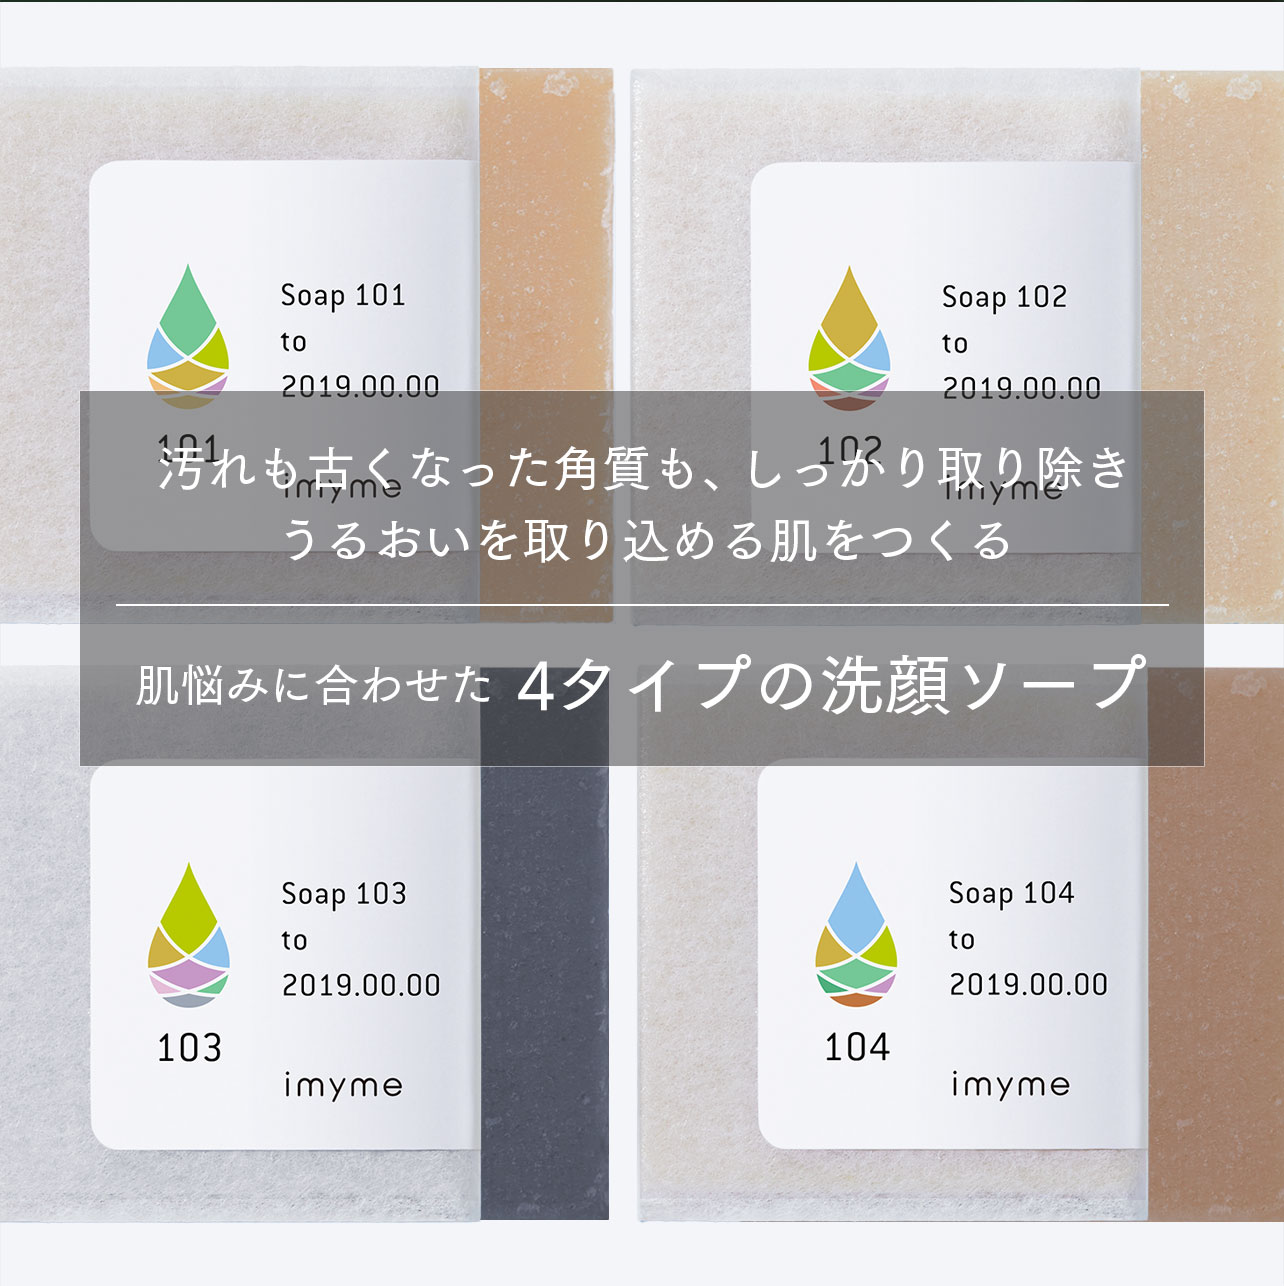 Soap 101
to
2019.00.00
101
imyme
Soap 102
to
2019.00.00
102
imyme
汚れも古くなった角質も、しっかり取り除き
うるおいを取り込める肌をつくる
肌悩みに合わせた 4タイプの洗顔ソープ
Soap 103
to
2019.00.00
103
imyme
Soap 104
to
2019.00.00
104
imyme